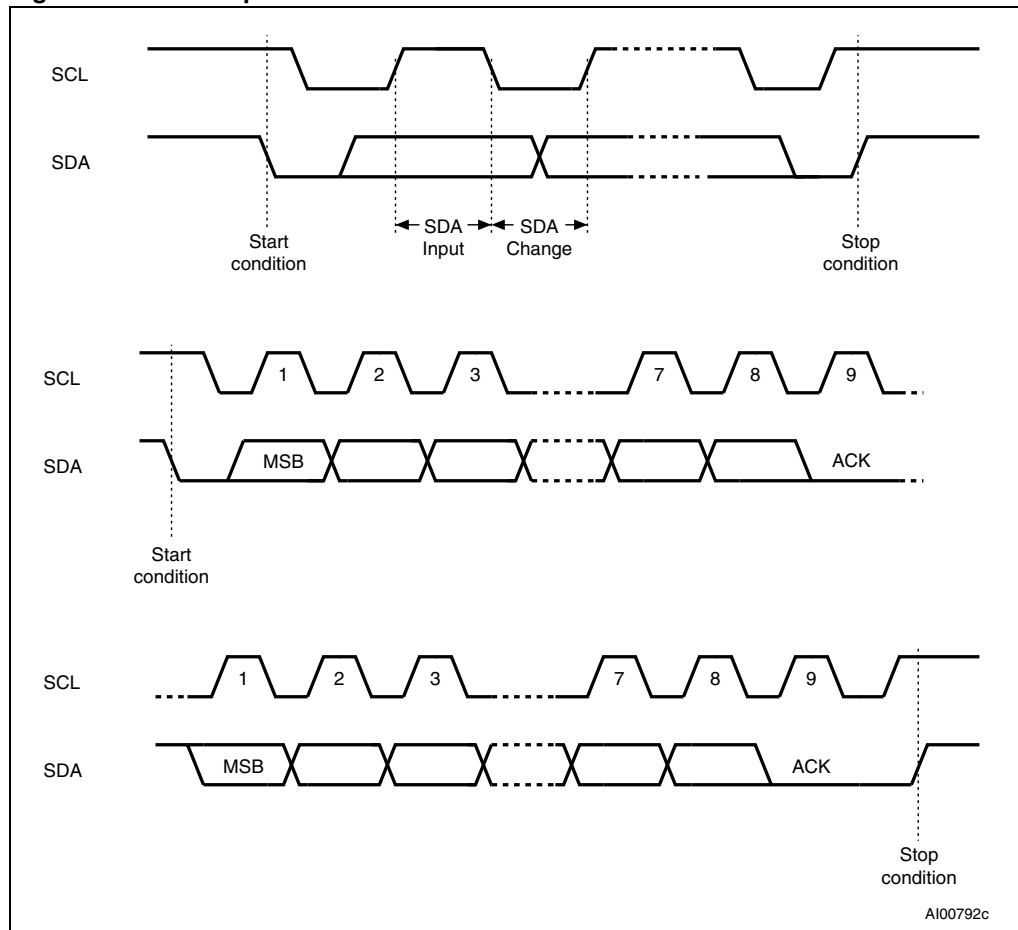 SCL
SDA
SDA
Input
SDA
Change
Start
condition
Stop
condition
SCL
1 2 3 7 8 9
SDA
MSB
ACK
Start
condition
SCL
1 2 3 7 8 9
SDA
MSB
ACK
Stop
condition
AI00792c